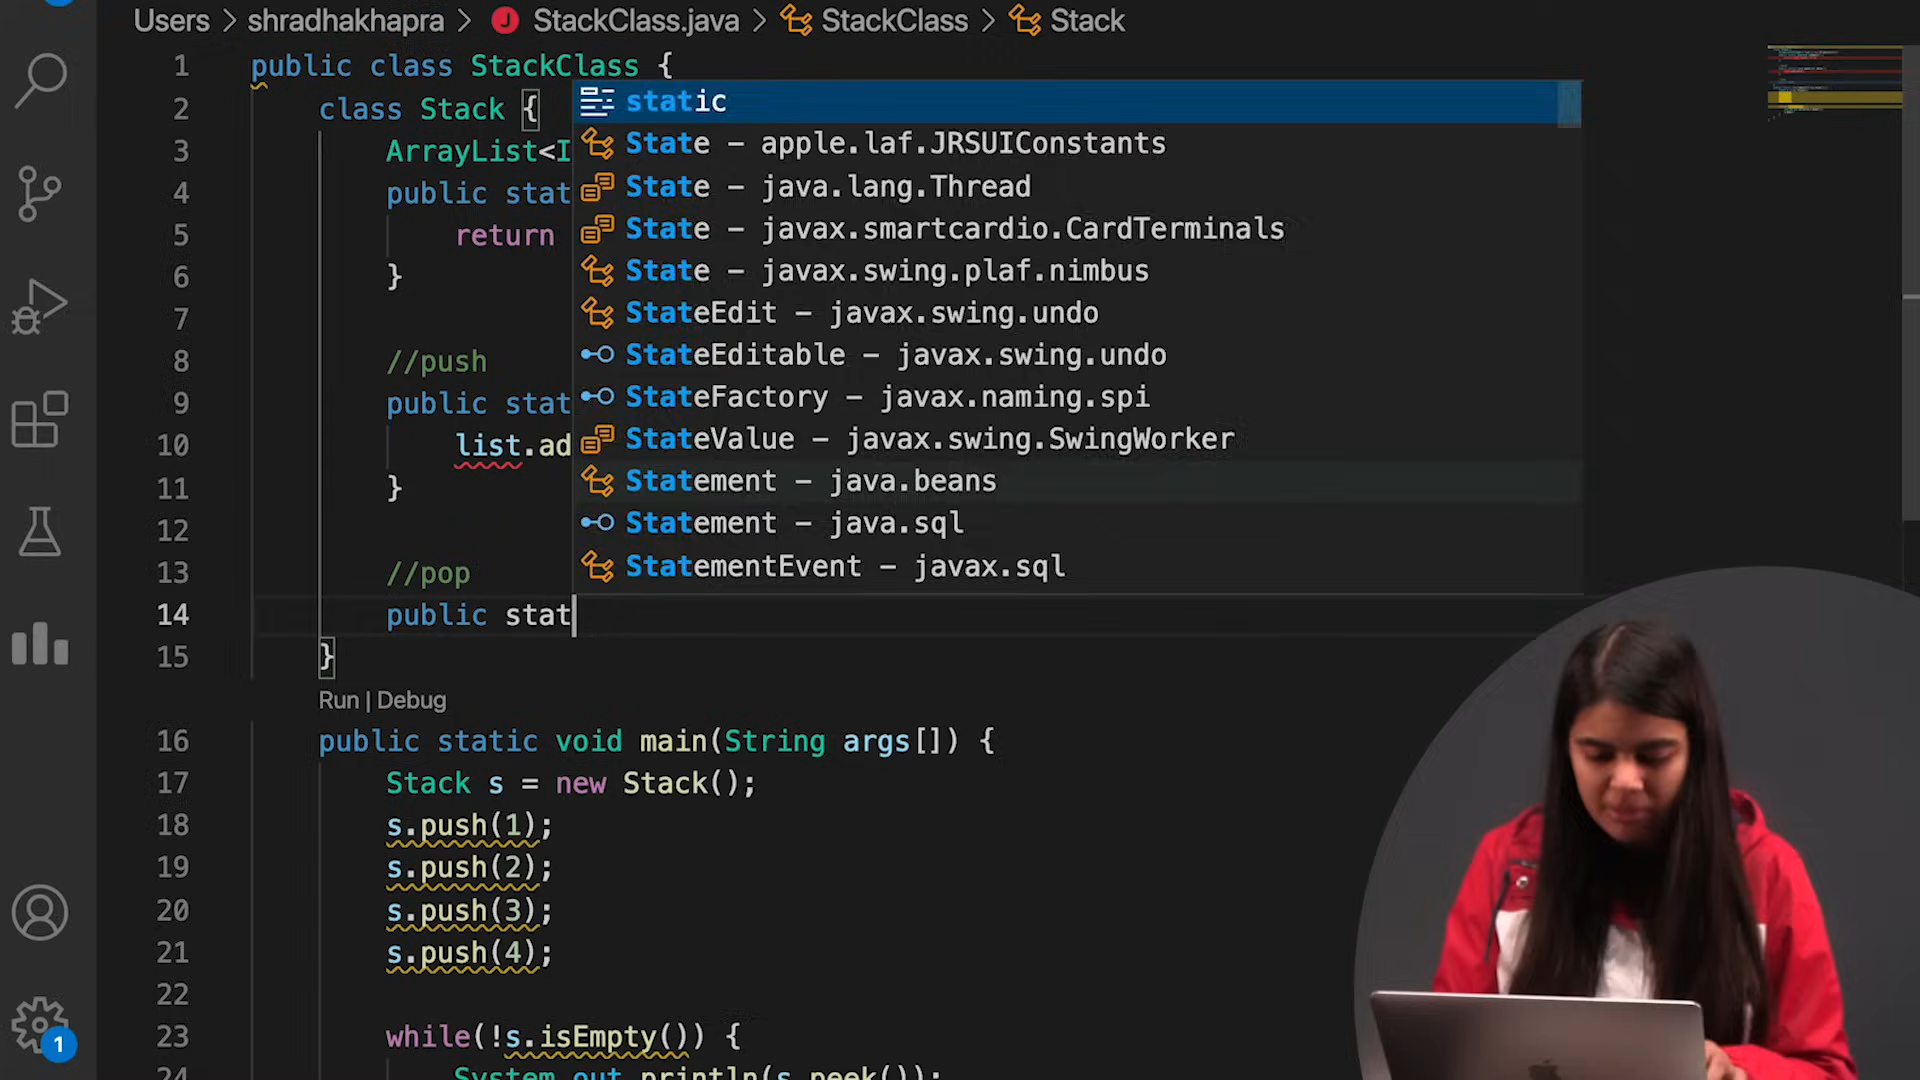 Users > shradhakhapra > J StackClass.java > StackClass > Stack
1 public class StackClass {
2 class Stack {
static
3 ArrayList<I
State – apple.laf.JRSUIConstants
4 public stat
State – java.lang.Thread
5 return
State – javax.smartcardio.CardTerminals
6 }
State – javax.swing.plaf.nimbus
7
StateEdit – javax.swing.undo
8 //push
StateEditable – javax.swing.undo
9 public stat
StateFactory – javax.naming.spi
10 list.ad
StateValue – javax.swing.SwingWorker
11 }
Statement – java.beans
12
Statement – java.sql
13 //pop
StatementEvent – javax.sql
14 public stat
15 }
Run | Debug
16 public static void main(String args[]) {
17 Stack s = new Stack();
18 s.push(1);
19 s.push(2);
20 s.push(3);
21 s.push(4);
22
23 while(!s.isEmpty()) {
24 System.out.println(s.peek());
1